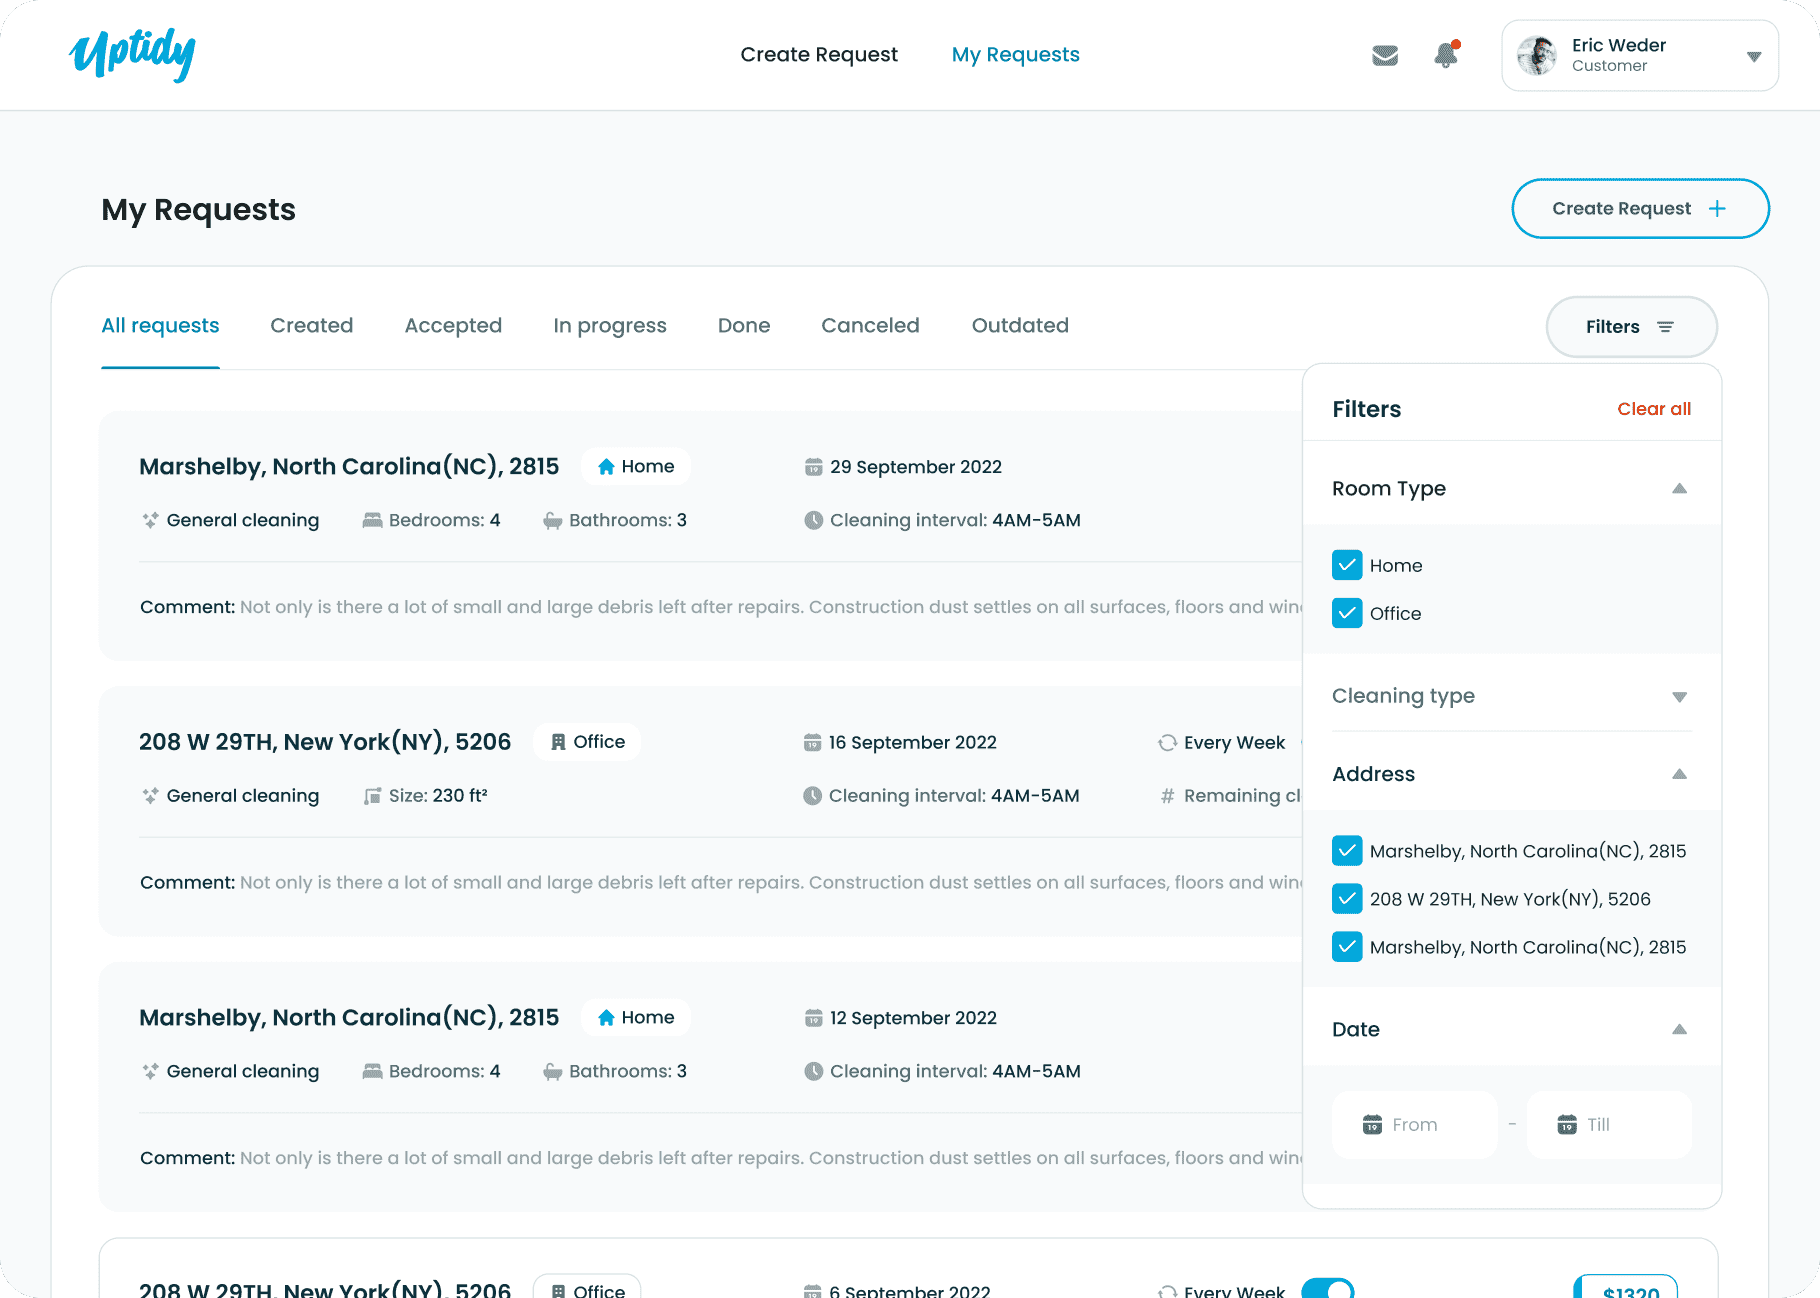 Uptidy
Create Request
My Requests
Eric Weder
Customer
My Requests
Create Request
All requests
Created
Accepted
In progress
Done
Canceled
Outdated
Filters
Marshelby, North Carolina(NC), 2815
Home
29 September 2022
General cleaning
Bedrooms: 4
Bathrooms: 3
Cleaning interval: 4AM-5AM
Comment: Not only is there a lot of small and large debris left after repairs. Construction dust settles on all surfaces, floors and
208 W 29TH, New York(NY), 5206
Office
16 September 2022
Every Week
General cleaning
Size: 230 ft²
Cleaning interval: 4AM-5AM
# Remaining
Comment: Not only is there a lot of small and large debris left after repairs. Construction dust settles on all surfaces, floors and
Marshelby, North Carolina(NC), 2815
Home
12 September 2022
General cleaning
Bedrooms: 4
Bathrooms: 3
Cleaning interval: 4AM-5AM
Comment: Not only is there a lot of small and large debris left after repairs. Construction dust settles on all surfaces, floors and
208 W 29TH, New York(NY), 5206
Office
6 September 2022
Every Week
$1320
Filters
Clear all
Room Type
Home
Office
Cleaning type
Address
Marshelby, North Carolina(NC), 2815
208 W 29TH, New York(NY), 5206
Marshelby, North Carolina(NC), 2815
Date
From
-
Till